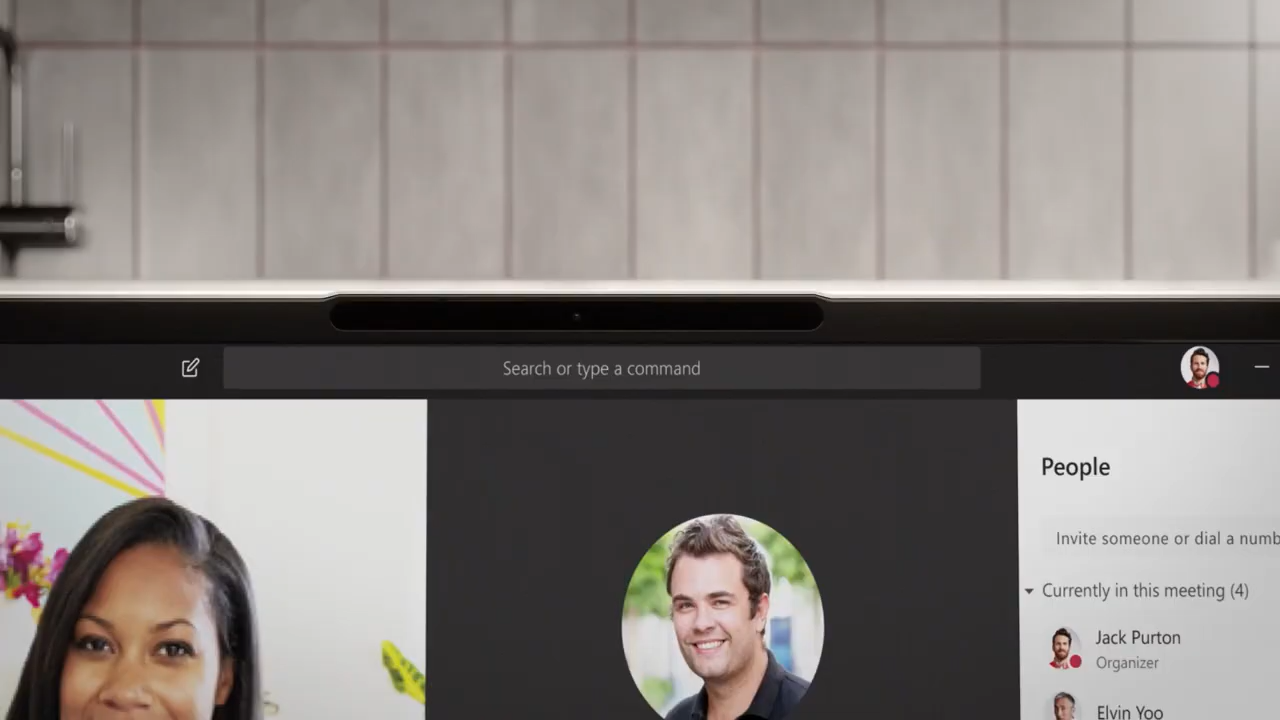 Search or type a command
People
Invite someone or dial a numb
Currently in this meeting (4)
Jack Purton
Organizer
Elvin Yoo